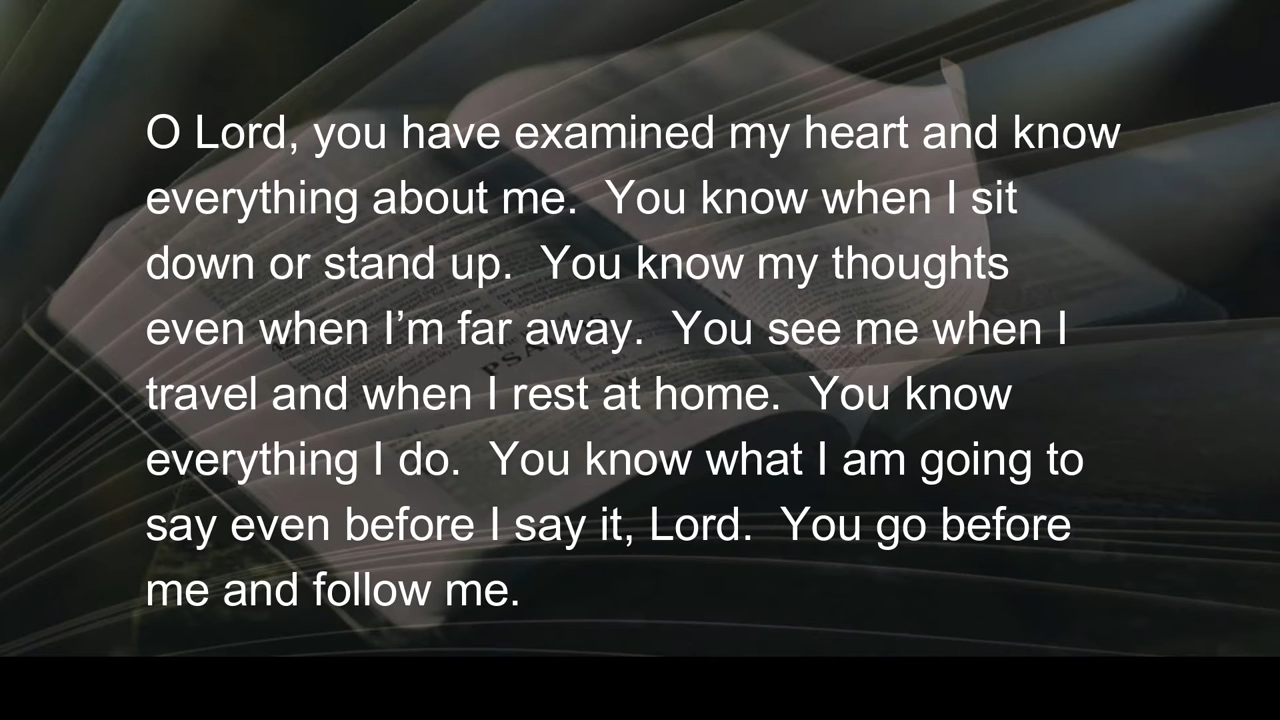 O Lord, you have examined my heart and know
everything about me.  You know when I sit
down or stand up.  You know my thoughts
even when I’m far away.  You see me when I
travel and when I rest at home.  You know
everything I do.  You know what I am going to
say even before I say it, Lord.  You go before
me and follow me.